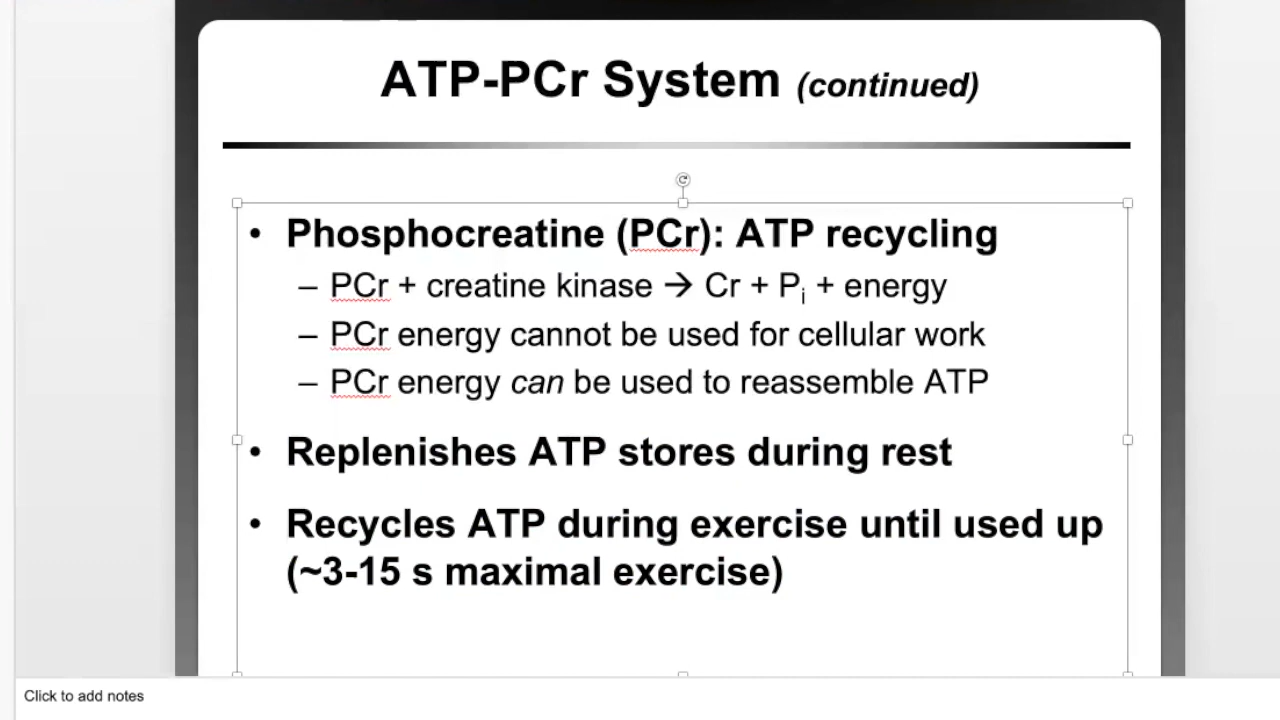 ATP-PCr System (continued)
• Phosphocreatine (PCr): ATP recycling
– PCr + creatine kinase → Cr + Pi + energy
– PCr energy cannot be used for cellular work
– PCr energy can be used to reassemble ATP
• Replenishes ATP stores during rest
• Recycles ATP during exercise until used up
(~3-15 s maximal exercise)
Click to add notes